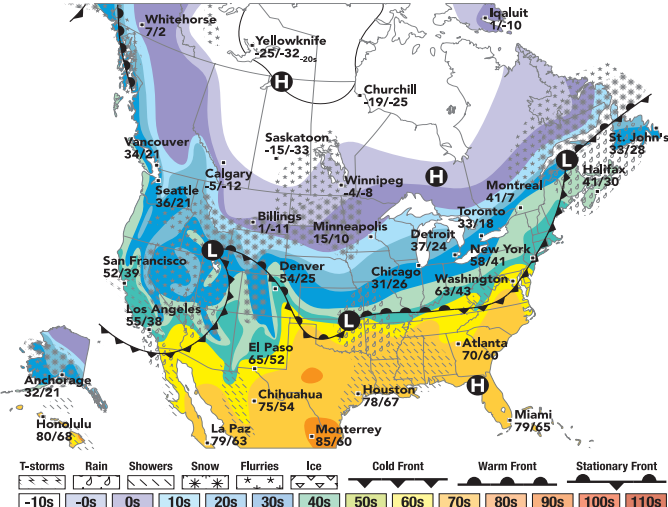 Whitehorse
7/2
Iqaluit
1/-10
Yellowknife
-25/-32
-20s
H
Churchill
-19/-25
St. John's
33/28
Vancouver
34/21
Saskatoon
-15/-33
L
Calgary
-5/-12
Winnipeg
-4/-8
H
Halifax
41/30
Seattle
36/21
Montreal
41/7
Billings
1/-11
Minneapolis
15/10
Toronto
33/18
Detroit
37/24
L
New York
58/41
San Francisco
52/39
Denver
54/25
Chicago
31/26
Washington
63/43
Los Angeles
55/38
L
El Paso
65/52
Atlanta
70/60
Anchorage
32/21
Chihuahua
75/54
Houston
78/67
H
Honolulu
80/68
La Paz
79/63
Monterrey
85/60
Miami
79/65
T-storms Rain Showers Snow Flurries Ice Cold Front Warm Front Stationary Front
-10s -0s 0s 10s 20s 30s 40s 50s 60s 70s 80s 90s 100s 110s